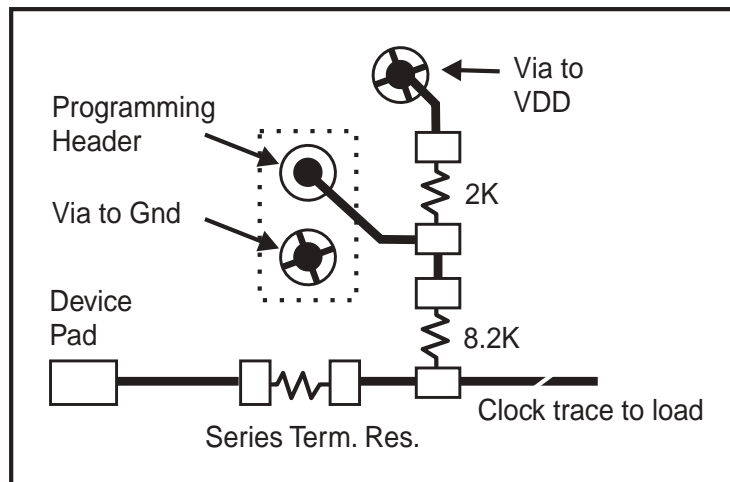 Via to
VDD
Programming
Header
2K
Via to Gnd
Device
Pad
8.2K
Clock trace to load
Series Term. Res.